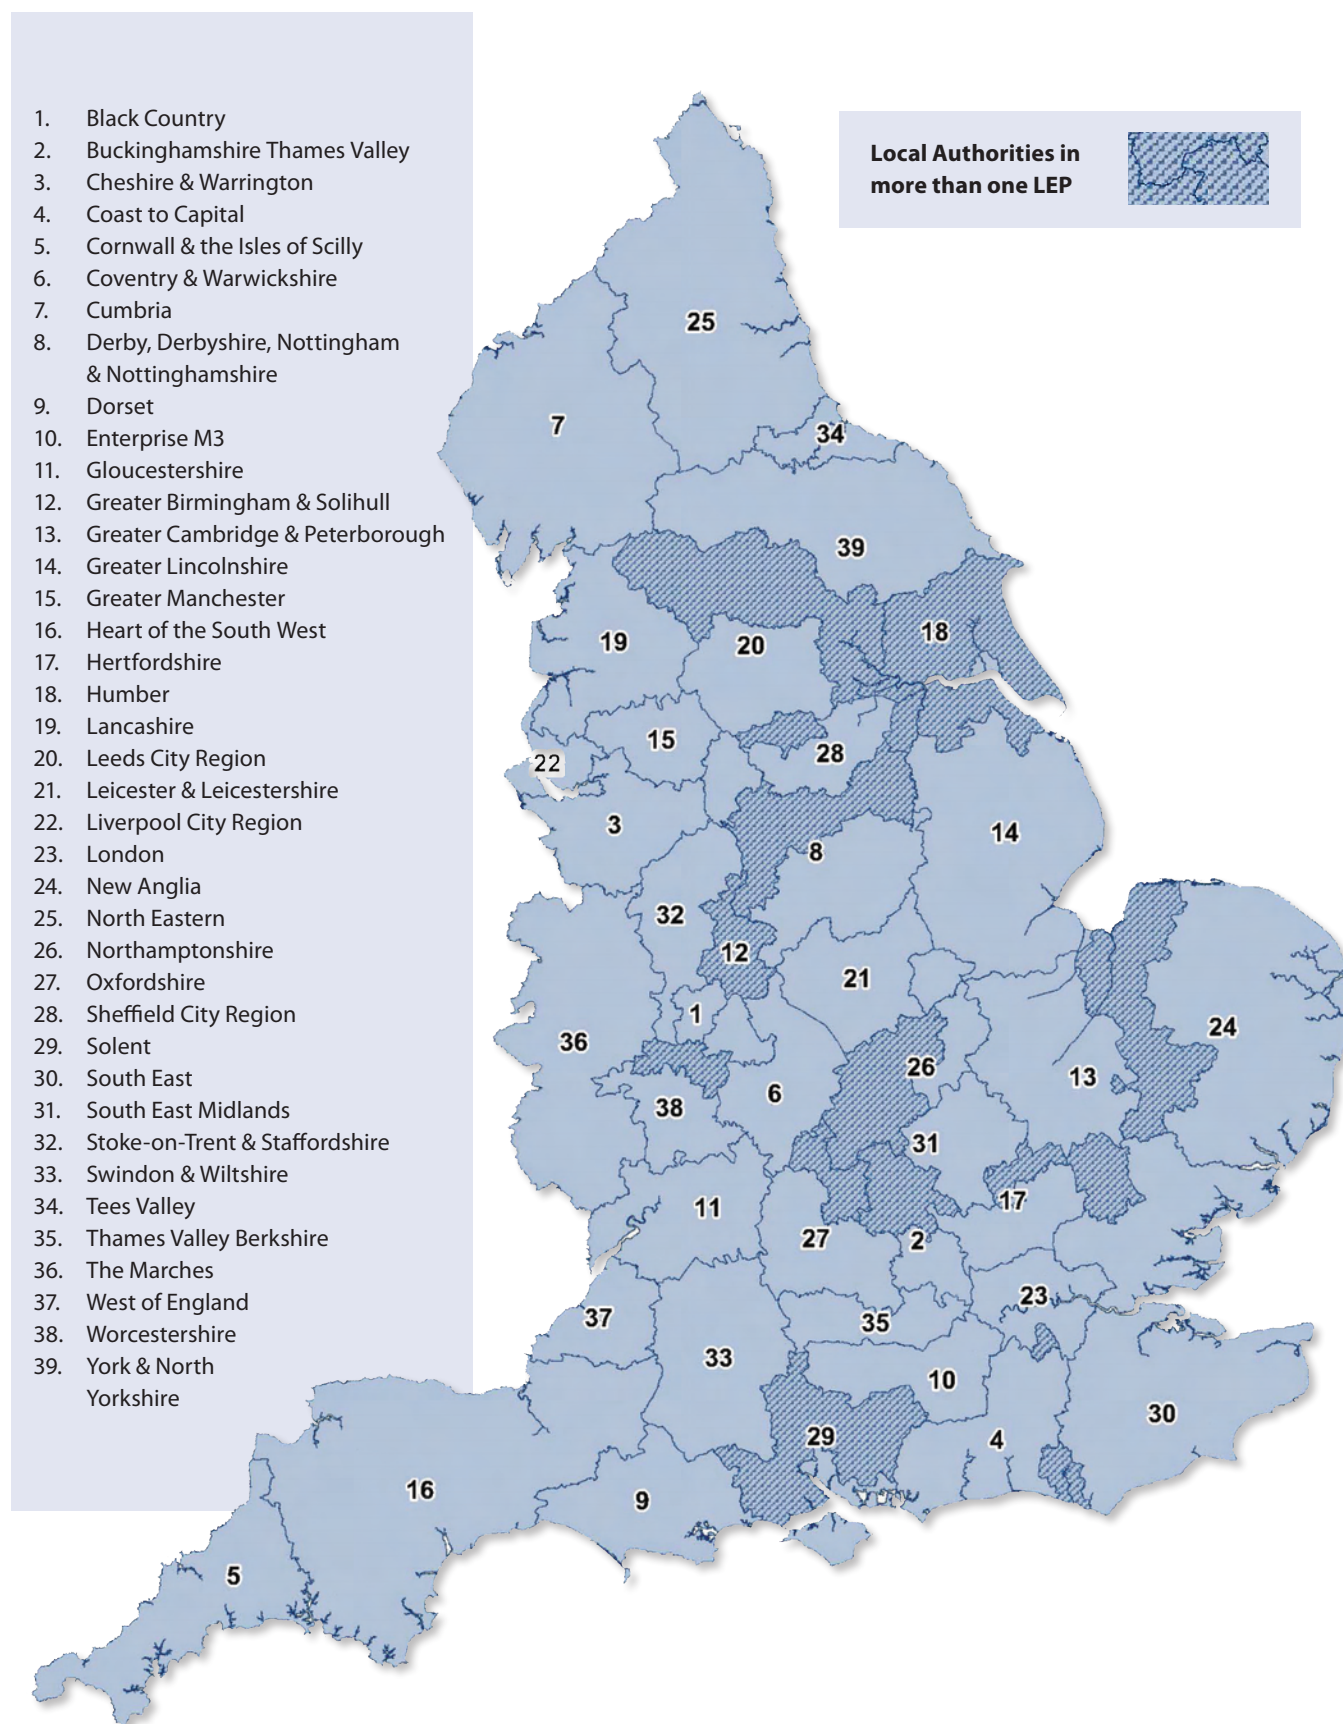 1. Black Country
2. Buckinghamshire Thames Valley
3. Cheshire & Warrington
4. Coast to Capital
5. Cornwall & the Isles of Scilly
6. Coventry & Warwickshire
7. Cumbria
8. Derby, Derbyshire, Nottingham
& Nottinghamshire
9. Dorset
10. Enterprise M3
11. Gloucestershire
12. Greater Birmingham & Solihull
13. Greater Cambridge & Peterborough
14. Greater Lincolnshire
15. Greater Manchester
16. Heart of the South West
17. Hertfordshire
18. Humber
19. Lancashire
20. Leeds City Region
21. Leicester & Leicestershire
22. Liverpool City Region
23. London
24. New Anglia
25. North Eastern
26. Northamptonshire
27. Oxfordshire
28. Sheffield City Region
29. Solent
30. South East
31. South East Midlands
32. Stoke-on-Trent & Staffordshire
33. Swindon & Wiltshire
34. Tees Valley
35. Thames Valley Berkshire
36. The Marches
37. West of England
38. Worcestershire
39. York & North
Yorkshire
Local Authorities in
more than one LEP
25
7
34
39
19
20
18
15
28
22
3
8
14
32
12
21
1
36
24
26
13
6
38
31
11
17
27
2
23
37
35
33
10
30
29
4
16
9
5